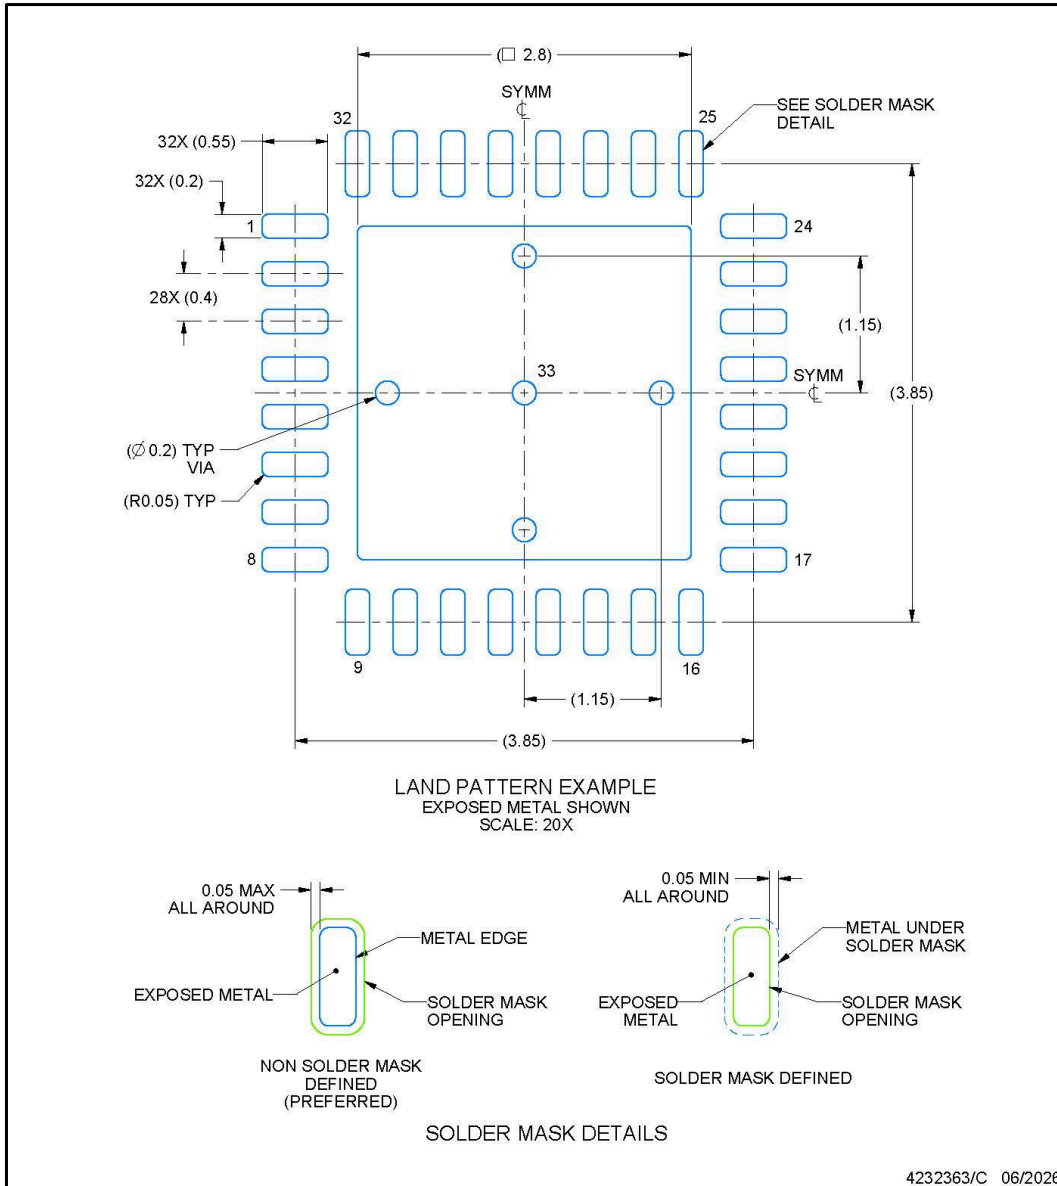 (□ 2.8)
SYMM
℄
32
25
SEE SOLDER MASK
DETAIL
32X (0.55)
32X (0.2)
1
24
28X (0.4)
(1.15)
33
SYMM
℄
(3.85)
(∅ 0.2) TYP
VIA
(R0.05) TYP
8
17
9
16
(1.15)
(3.85)
LAND PATTERN EXAMPLE
EXPOSED METAL SHOWN
SCALE: 20X
0.05 MAX
ALL AROUND
METAL EDGE
EXPOSED METAL
SOLDER MASK
OPENING
NON SOLDER MASK
DEFINED
(PREFERRED)
0.05 MIN
ALL AROUND
METAL UNDER
SOLDER MASK
EXPOSED
METAL
SOLDER MASK
OPENING
SOLDER MASK DEFINED
SOLDER MASK DETAILS
4232363/C 06/2026